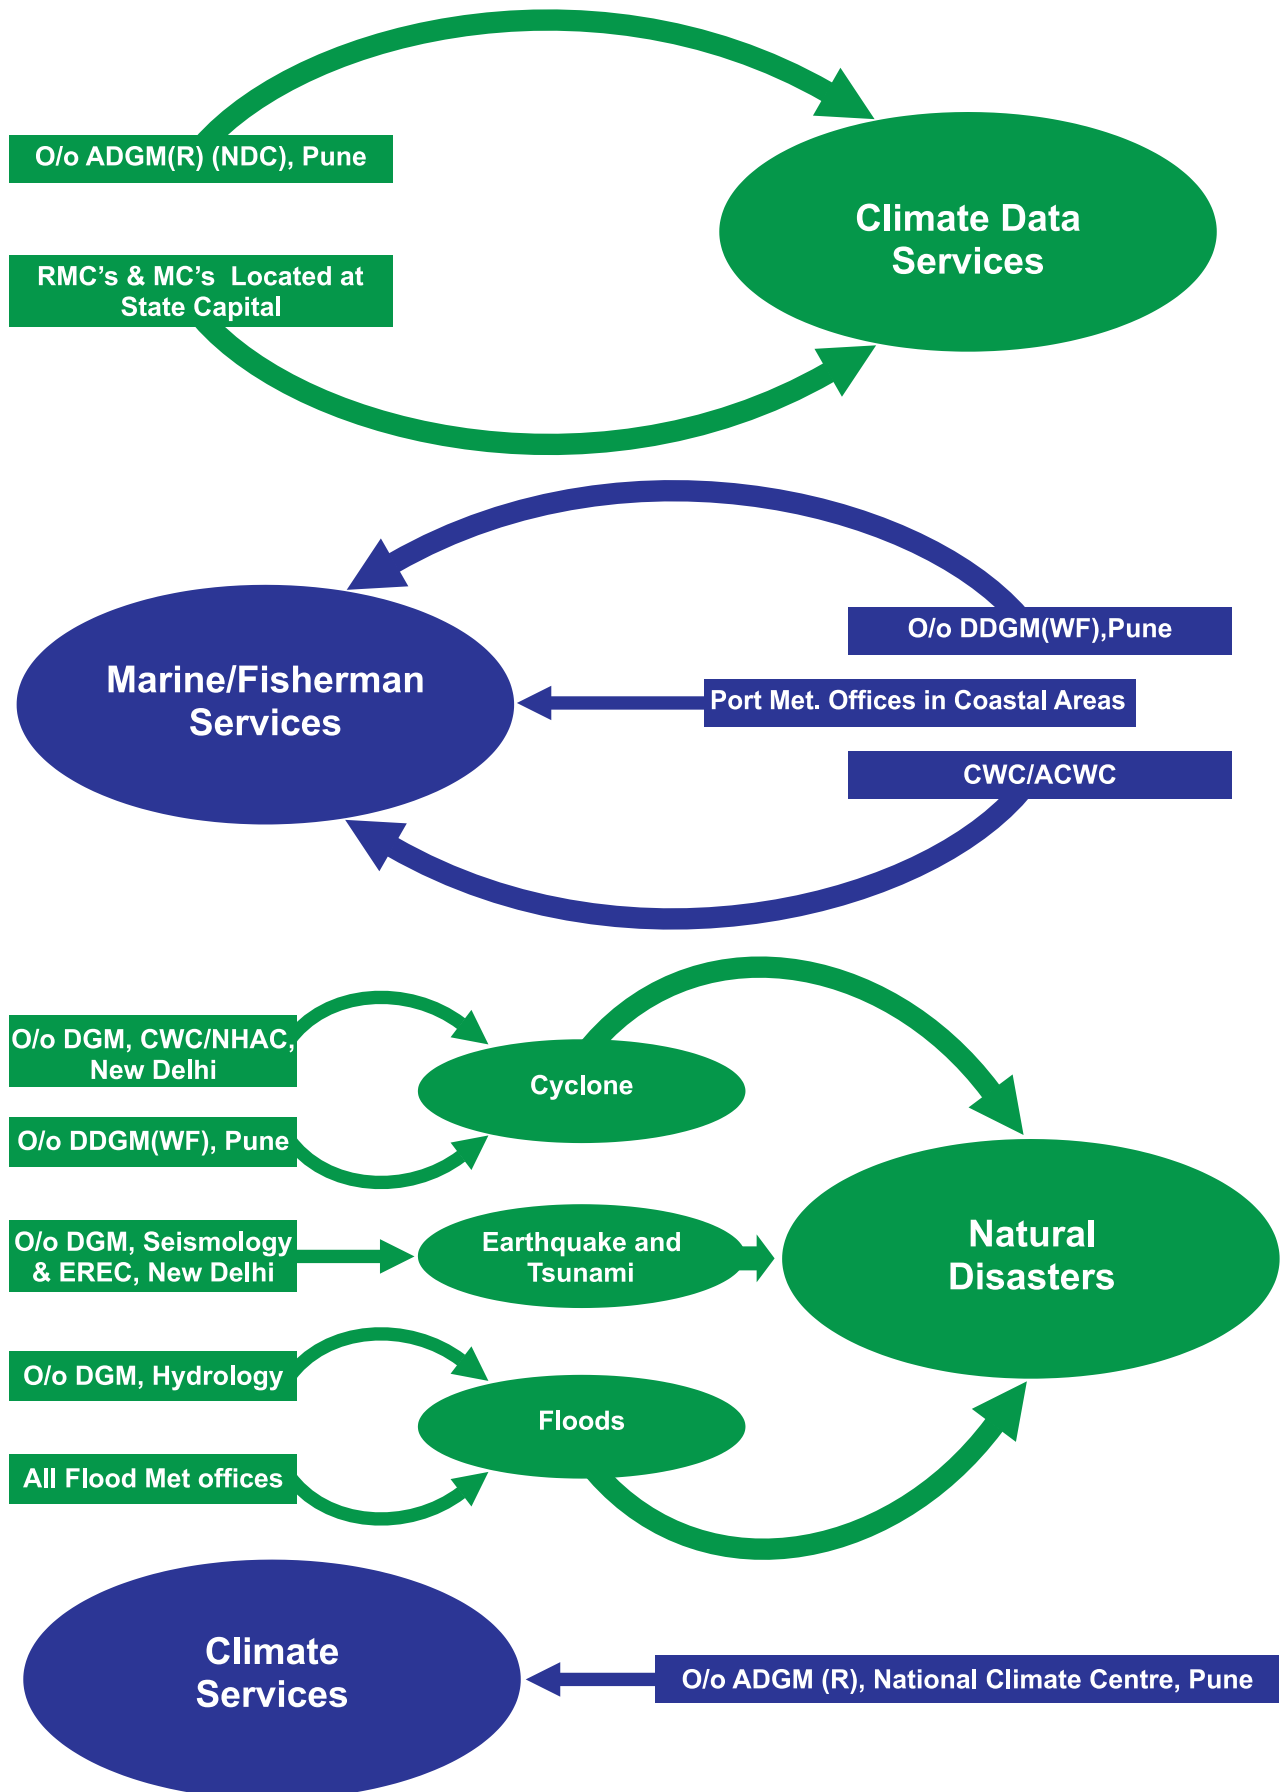 O/o ADGM(R) (NDC), Pune
Climate Data
Services
RMC's & MC's Located at
State Capital
O/o DDGM(WF),Pune
Marine/Fisherman
Services
Port Met. Offices in Coastal Areas
CWC/ACWC
O/o DGM, CWC/NHAC,
New Delhi
Cyclone
O/o DDGM(WF), Pune
O/o DGM, Seismology
& EREC, New Delhi
Earthquake and
Tsunami
Natural
Disasters
O/o DGM, Hydrology
Floods
All Flood Met offices
Climate
Services
O/o ADGM (R), National Climate Centre, Pune